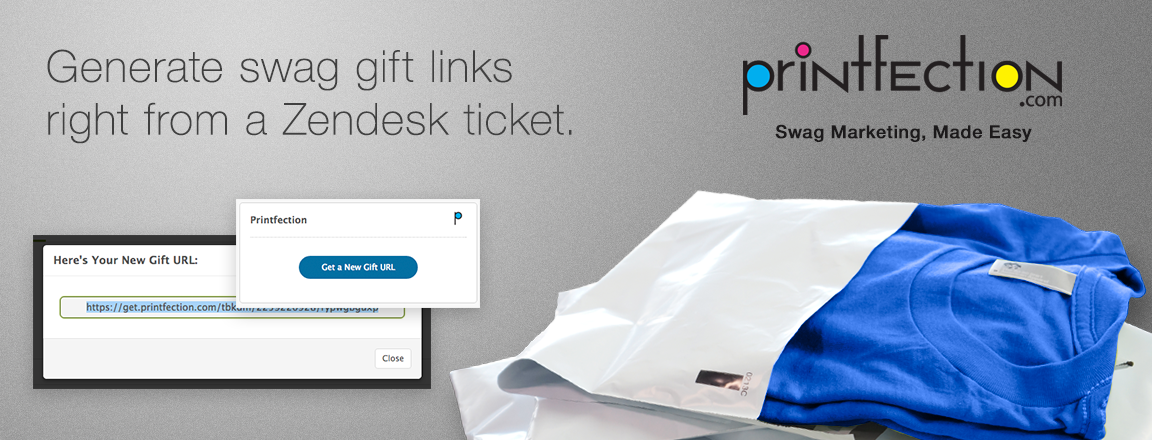 Generate swag gift links
right from a Zendesk ticket.
printfection
.com
Swag Marketing, Made Easy
Printfection
Get a New Gift URL
Here's Your New Gift URL:
https://get.printfection.com/
Close
0213C